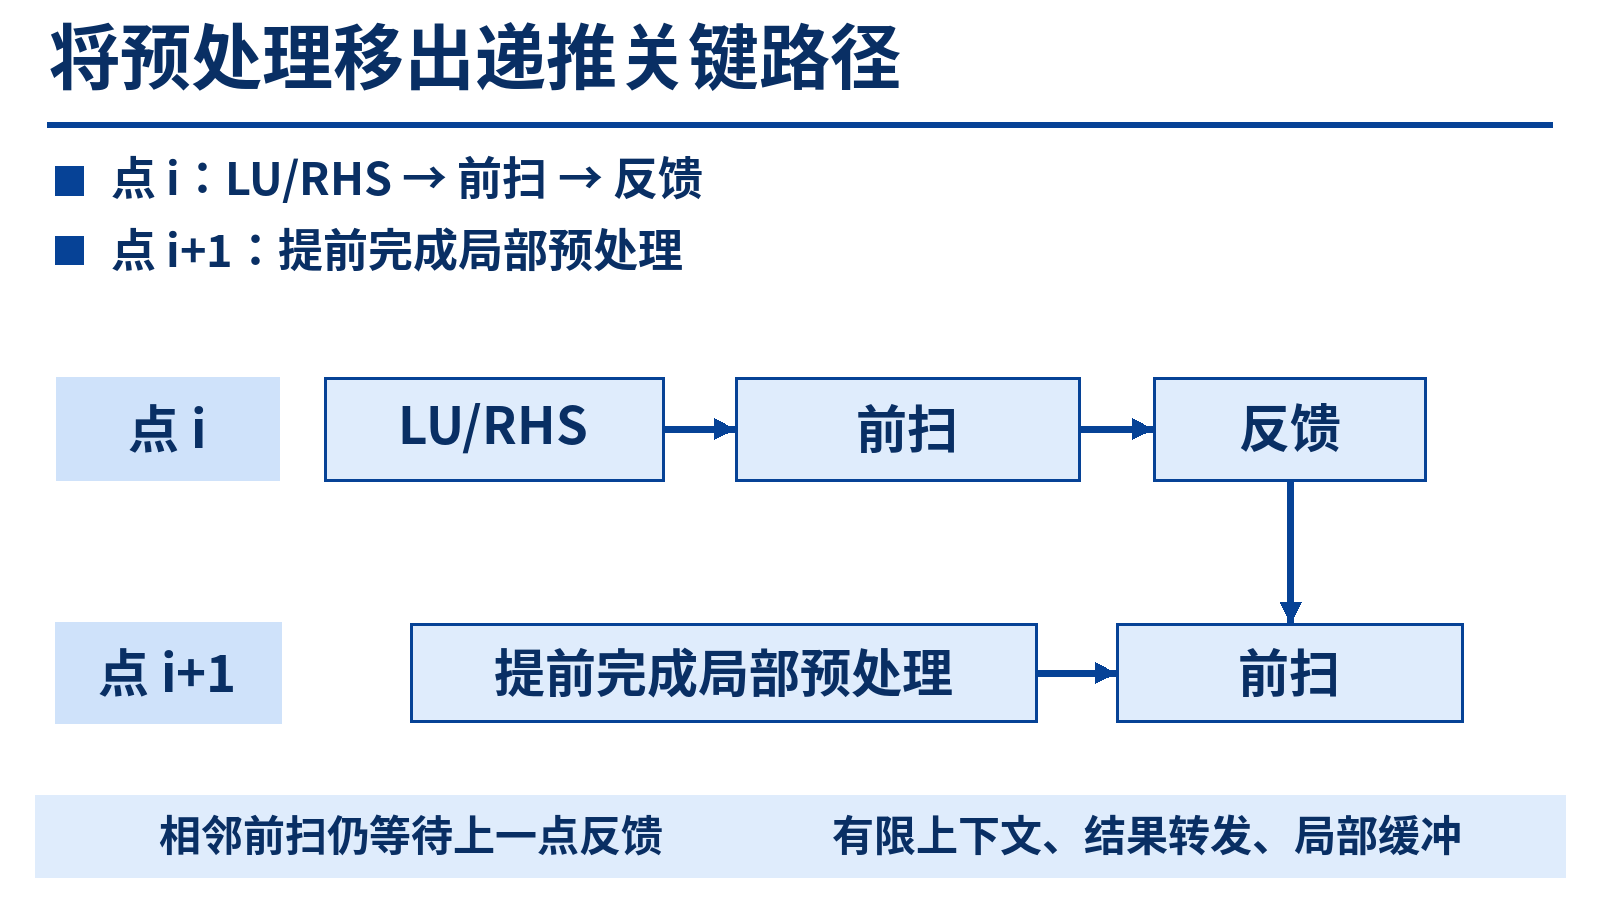 将预处理移出递推关键路径
点 i：LU/RHS → 前扫 → 反馈
点 i+1：提前完成局部预处理
点 i
LU/RHS
前扫
反馈
点 i+1
提前完成局部预处理
前扫
相邻前扫仍等待上一点反馈
有限上下文、结果转发、局部缓冲